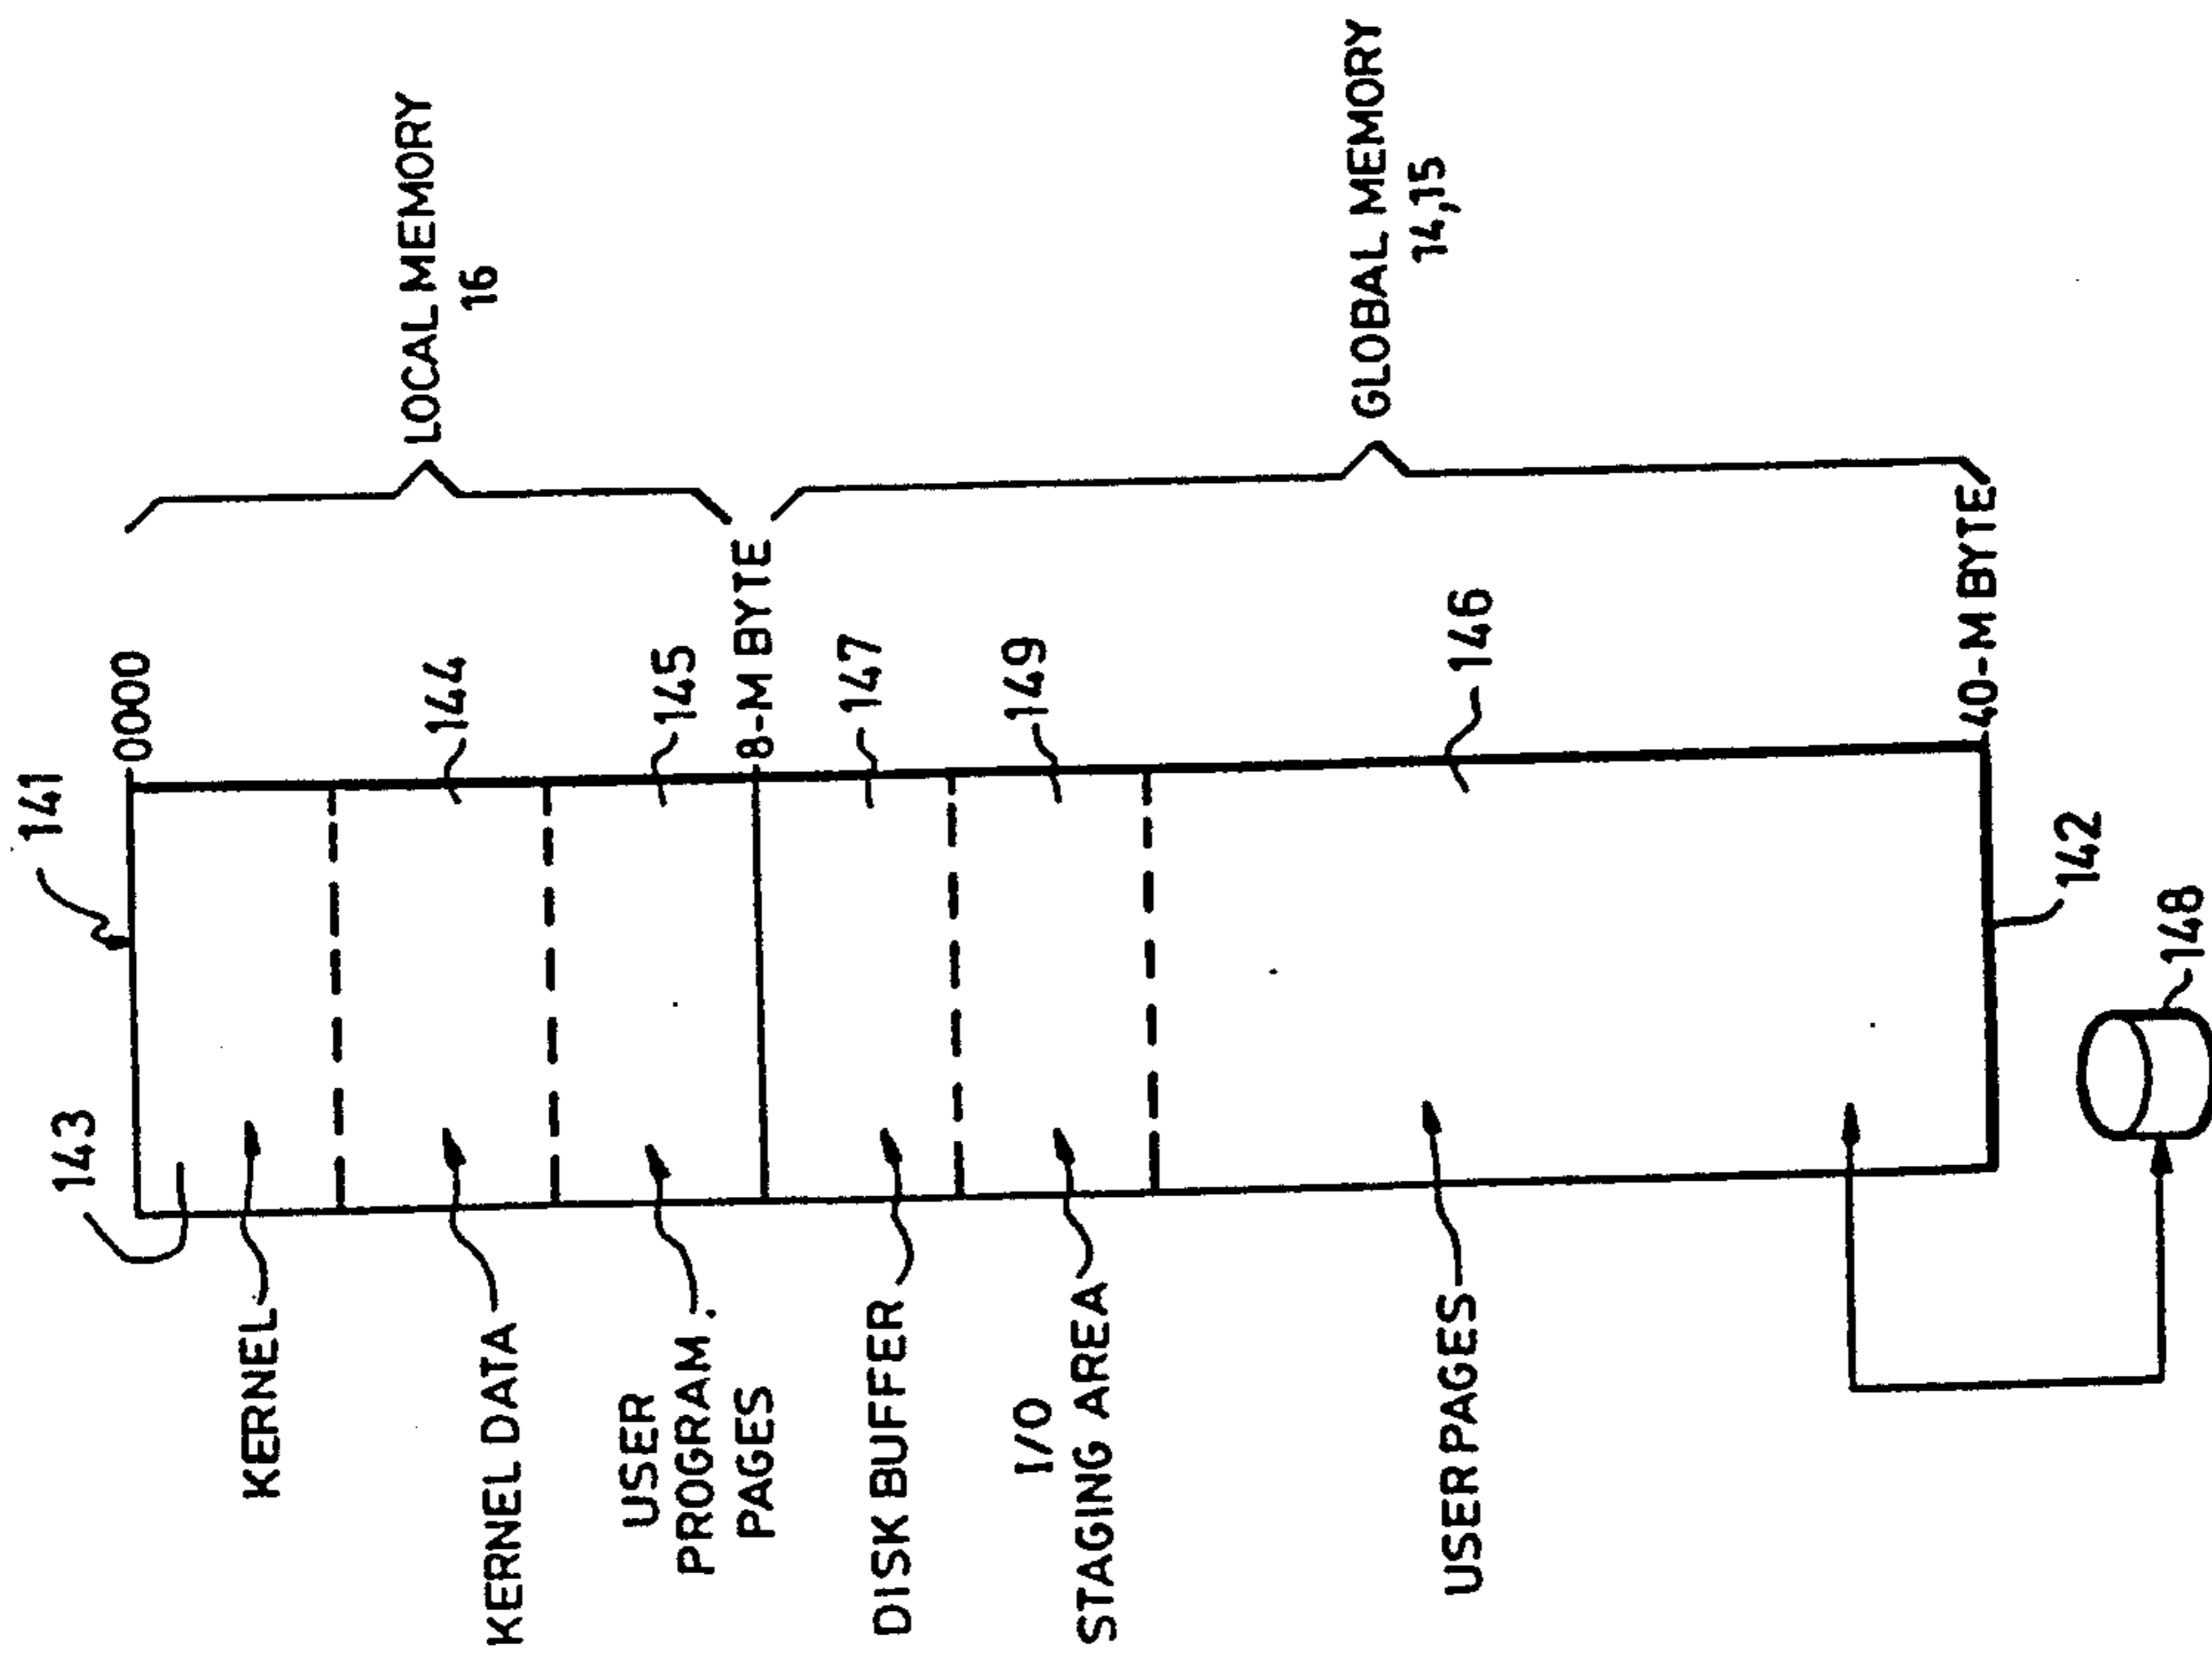 141
143
0000
KERNEL
144
KERNEL DATA
145
USER
PROGRAM
PAGES
8-M BYTE
LOCAL MEMORY
16
147
DISK BUFFER
149
I/O
STAGING AREA
146
USER PAGES
GLOBAL MEMORY
14,15
40-M BYTE
142
148